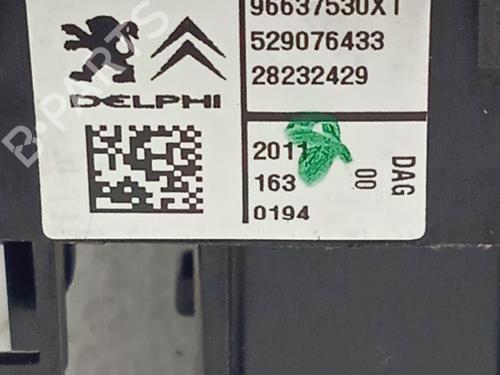 96637530XT
529076433
28232429
DELPHI
2011
163
0194
DAG
00
B-PARTS